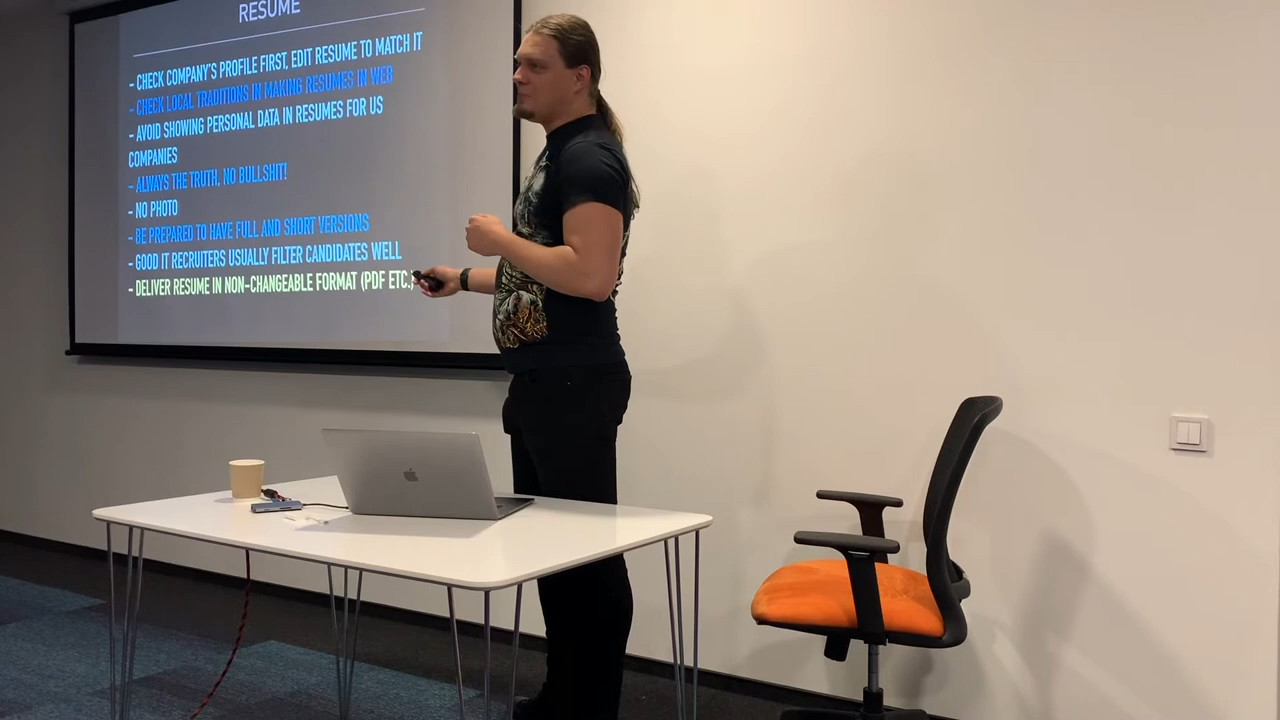 RESUME
- CHECK COMPANY'S PROFILE FIRST, EDIT RESUME TO MATCH IT
- CHECK LOCAL TRADITIONS IN MAKING RESUMES IN WEB
- AVOID SHOWING PERSONAL DATA IN RESUMES FOR US
COMPANIES
- ALWAYS THE TRUTH, NO BULLSHIT!
- NO PHOTO
- BE PREPARED TO HAVE FULL AND SHORT VERSIONS
- GOOD IT RECRUITERS USUALLY FILTER CANDIDATES WELL
- DELIVER RESUME IN NON-CHANGEABLE FORMAT (PDF ETC.)